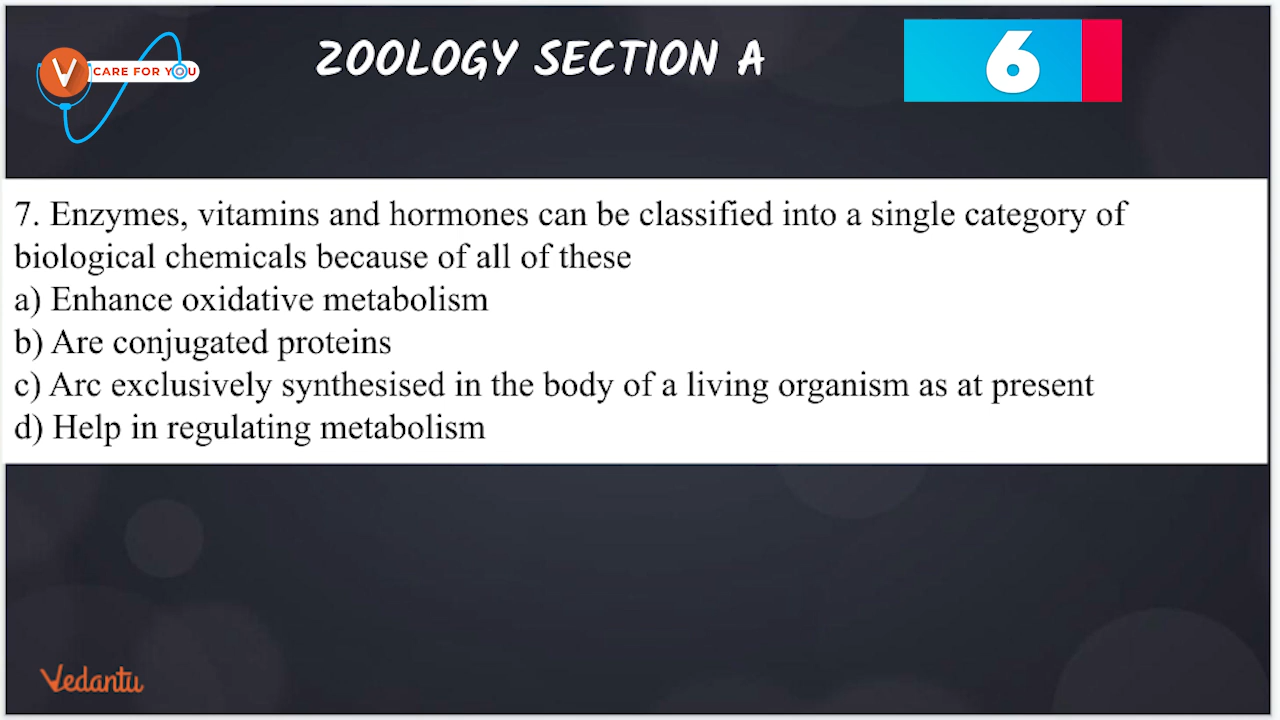 V CARE FOR YOU
ZOOLOGY SECTION A
6
7. Enzymes, vitamins and hormones can be classified into a single category of
biological chemicals because of all of these
a) Enhance oxidative metabolism
b) Are conjugated proteins
c) Arc exclusively synthesised in the body of a living organism as at present
d) Help in regulating metabolism
Vedantu